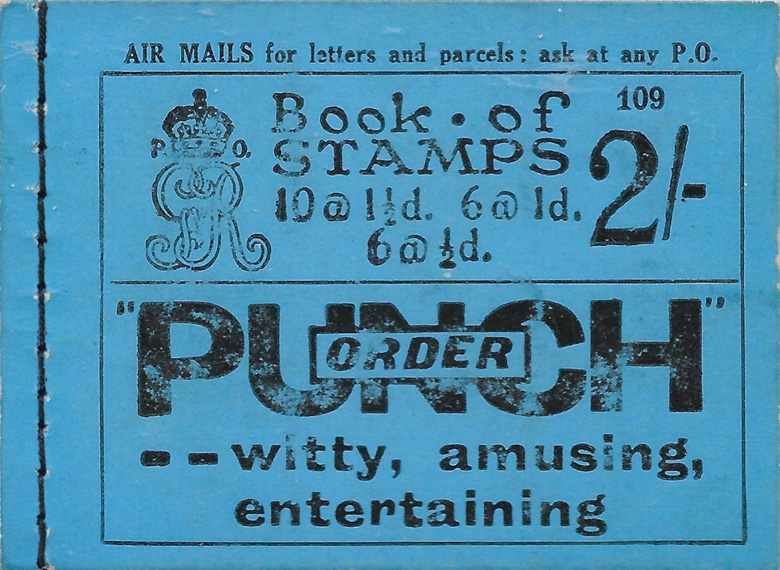 AIR MAILS for letters and parcels: ask at any P.O.
109
Book·of
STAMPS
2/-
P. O.
GR
10@1½d. 6@1d.
6@½d.
"PUNCH"
ORDER
--witty, amusing,
entertaining